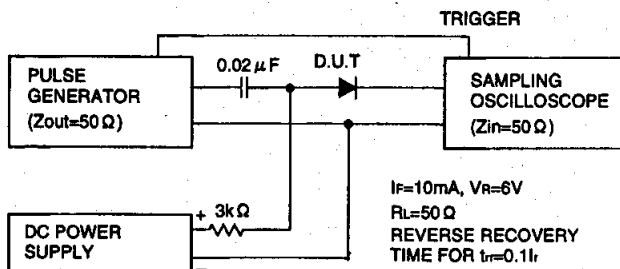 TRIGGER
0.02μF
D.U.T
PULSE
GENERATOR
(Zout=50Ω)
SAMPLING
OSCILLOSCOPE
(Zin=50Ω)
+ 3kΩ
DC POWER
SUPPLY
−
IF=10mA, VR=6V
RL=50Ω
REVERSE RECOVERY
TIME FOR trr=0.1Ir